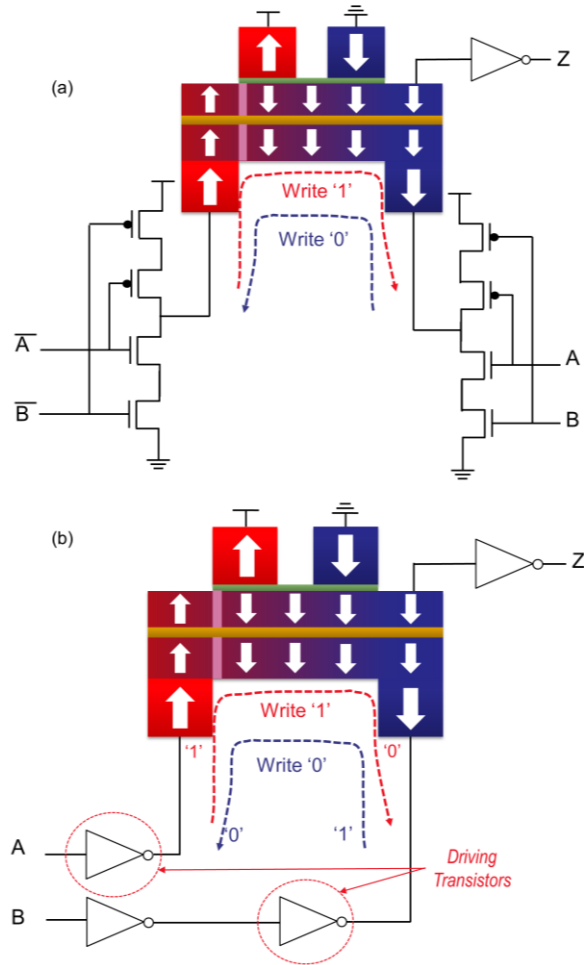 (a)
Z
Write '1'
Write '0'
A̅
A
B̅
B
(b)
Z
Write '1'
'1'
'0'
Write '0'
'0'
'1'
A
Driving
Transistors
B